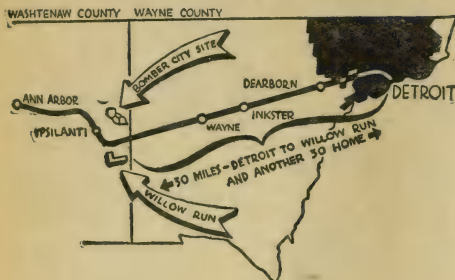 WASHTENAW COUNTY
WAYNE COUNTY
BOMBER CITY SITE
ANN ARBOR
YPSILANTI
DEARBORN
DETROIT
WAYNE
INKSTER
30 MILES-DETROIT TO WILLOW RUN
AND ANOTHER 30 HOME
WILLOW RUN